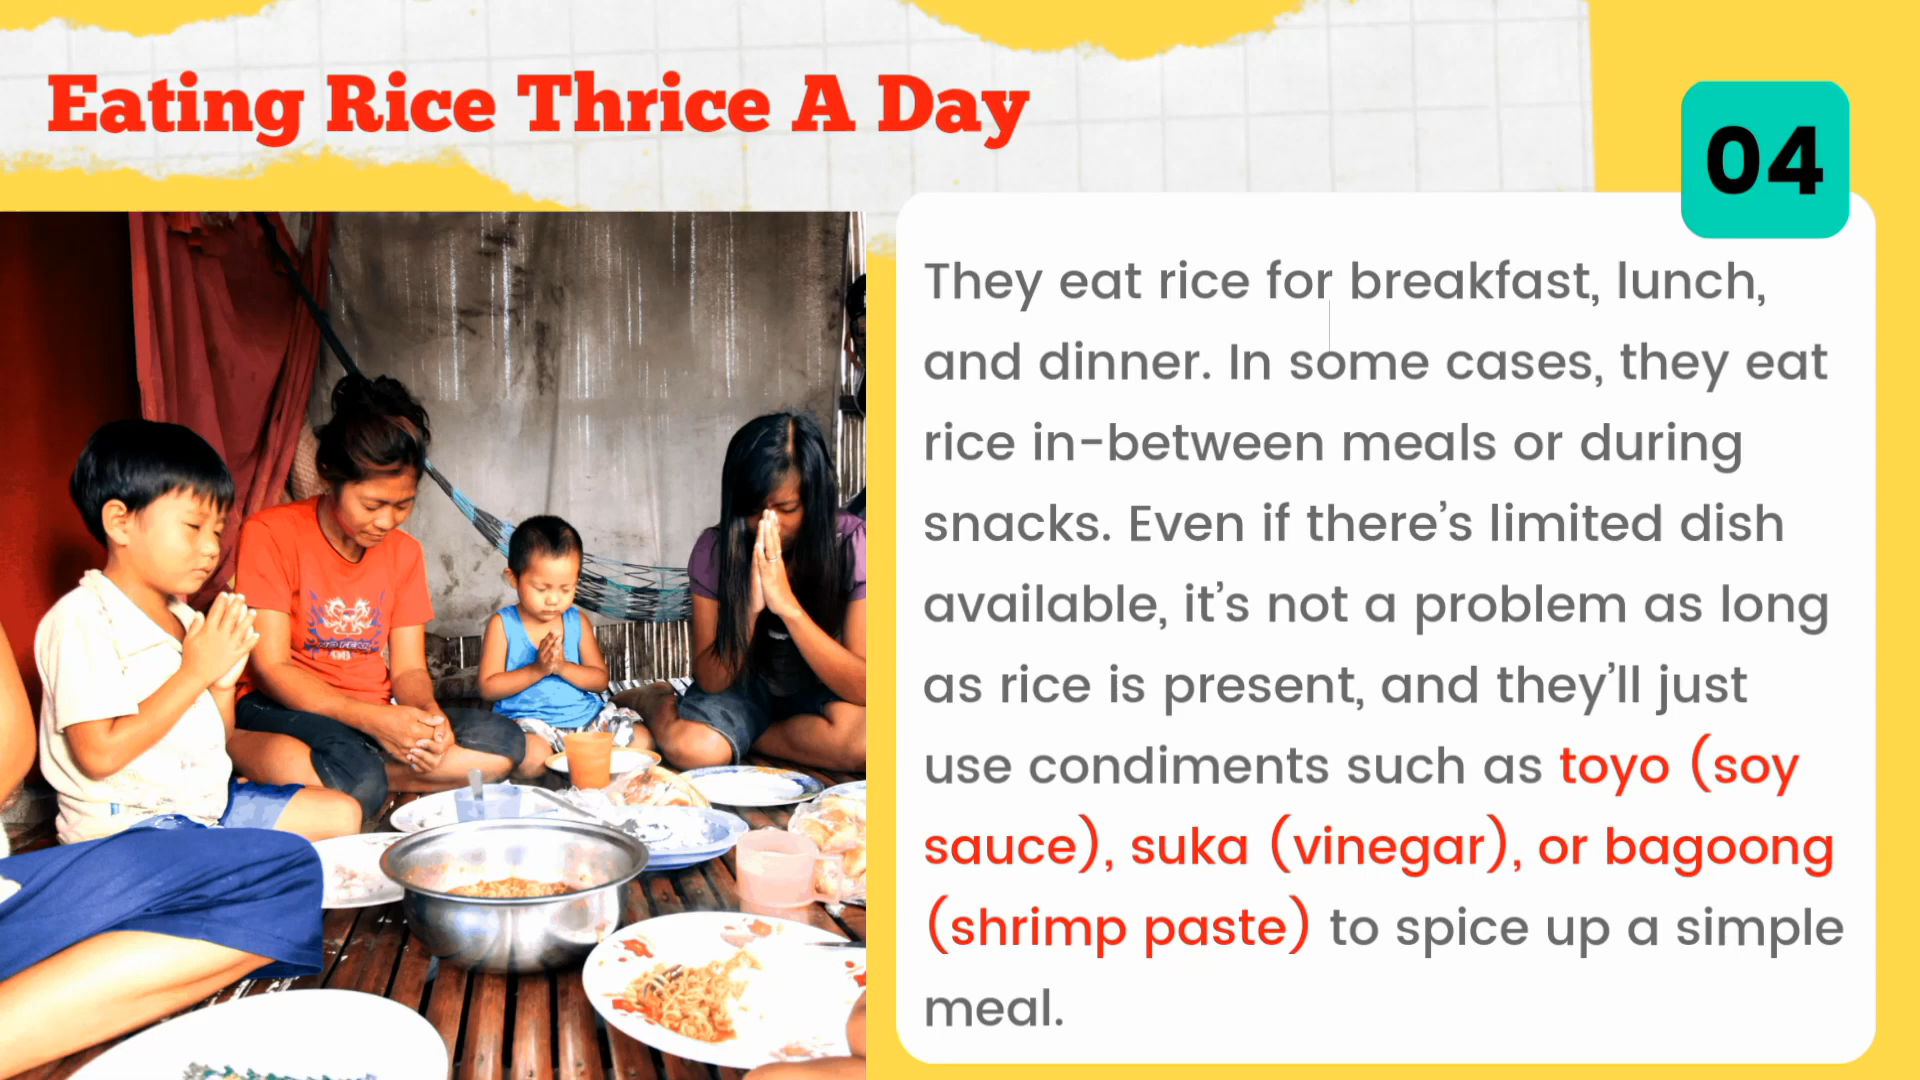 Eating Rice Thrice A Day
04
They eat rice for breakfast, lunch,
and dinner. In some cases, they eat
rice in-between meals or during
snacks. Even if there’s limited dish
available, it’s not a problem as long
as rice is present, and they’ll just
use condiments such as toyo (soy
sauce), suka (vinegar), or bagoong
(shrimp paste) to spice up a simple
meal.
NO FEAR